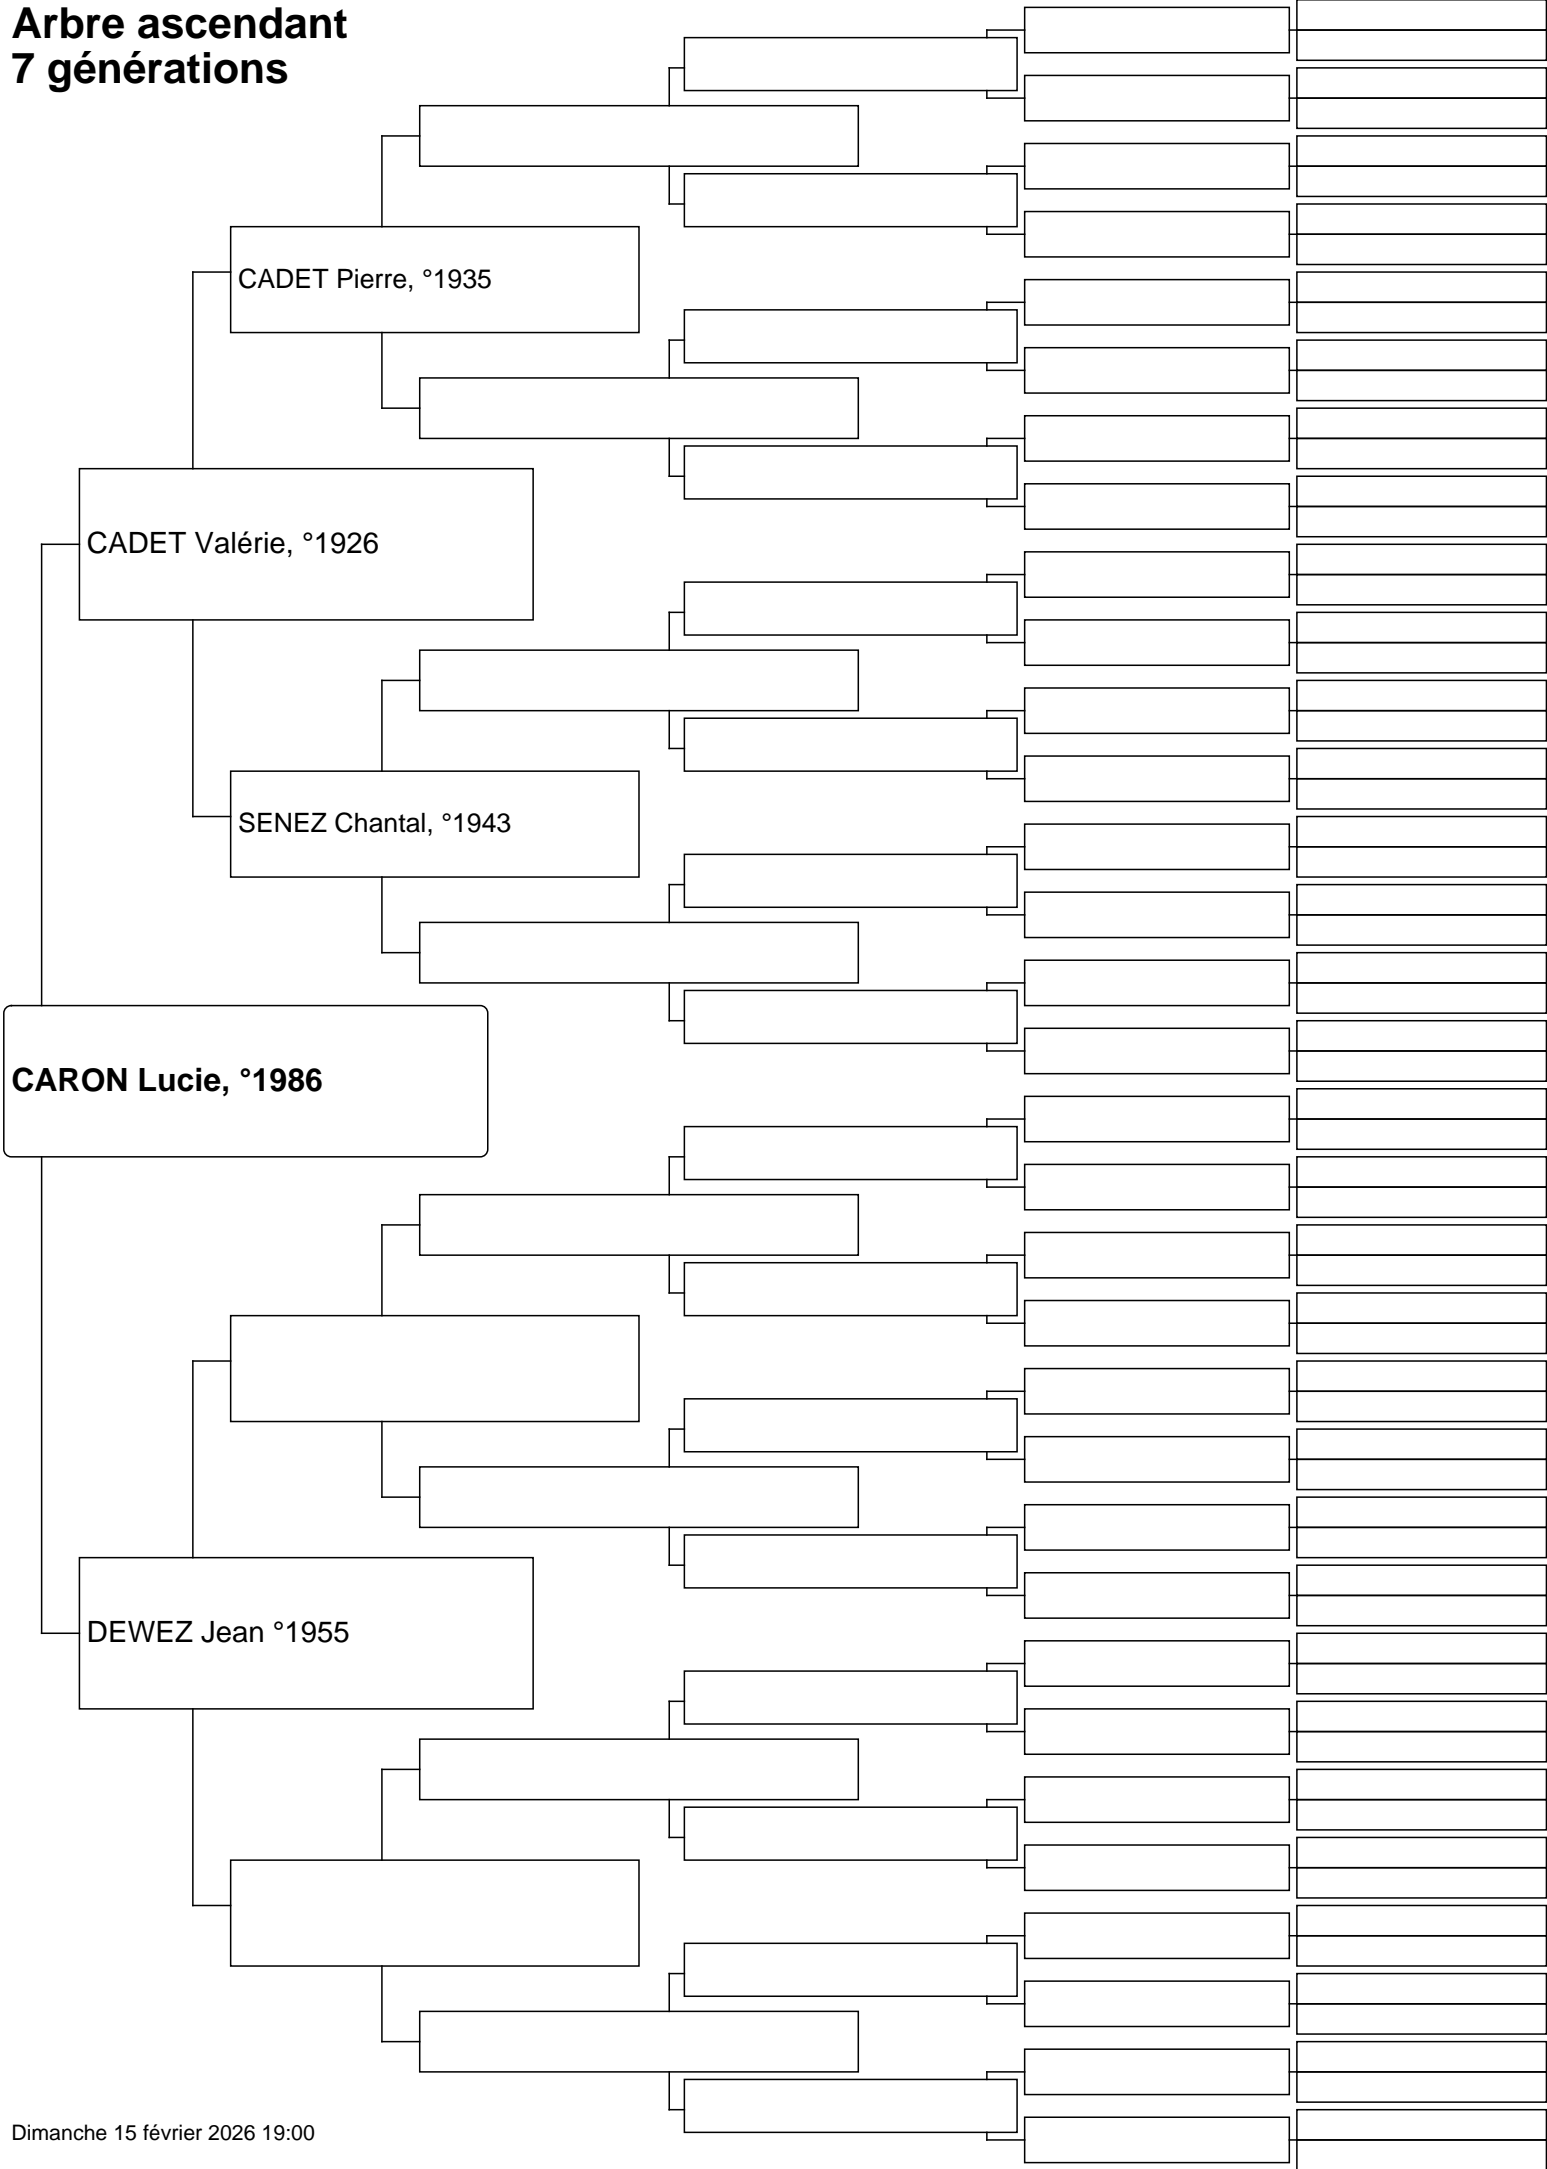 Arbre ascendant
7 générations
CADET Pierre, °1935
CADET Valérie, °1926
SENEZ Chantal, °1943
CARON Lucie, °1986
DEWEZ Jean °1955
Dimanche 15 février 2026 19:00